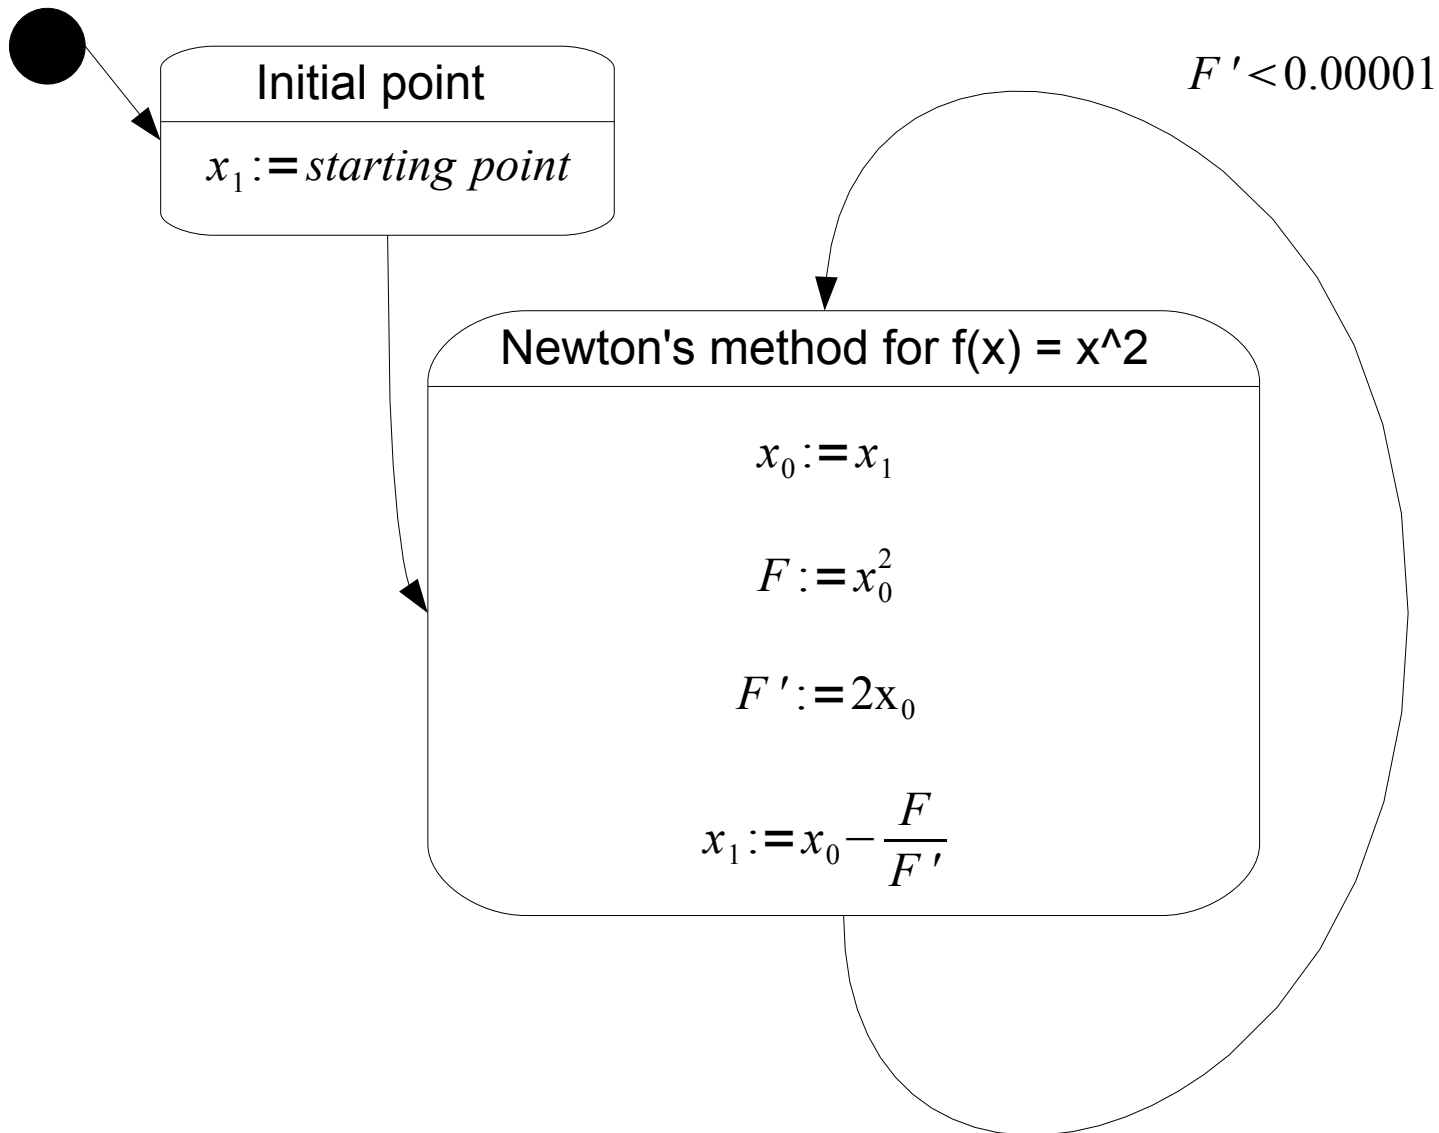 Initial point
x₁ := starting point
F ′ < 0.00001
Newton's method for f(x) = x^2
x₀ := x₁
F := x₀²
F ′ := 2x₀
x₁ := x₀ − F / F ′